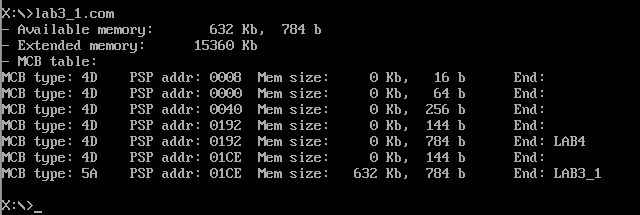 X:\>lab3_1.com
- Available memory:       632 Kb,  784 b
- Extended memory:      15360 Kb
- MCB table:
MCB type: 4D    PSP addr: 0008  Mem size:     0 Kb,   16 b      End:
MCB type: 4D    PSP addr: 0000  Mem size:     0 Kb,   64 b      End:
MCB type: 4D    PSP addr: 0040  Mem size:     0 Kb,  256 b      End:
MCB type: 4D    PSP addr: 0192  Mem size:     0 Kb,  144 b      End:
MCB type: 4D    PSP addr: 0192  Mem size:     0 Kb,  784 b      End: LAB4
MCB type: 4D    PSP addr: 01CE  Mem size:     0 Kb,  144 b      End:
MCB type: 5A    PSP addr: 01CE  Mem size:   632 Kb,  784 b      End: LAB3_1
X:\>_